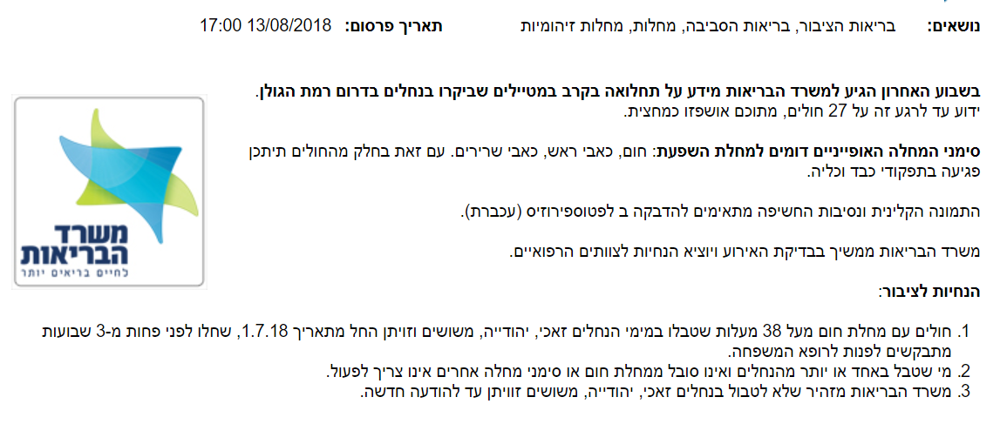 נושאים: בריאות הציבור, בריאות הסביבה, מחלות, מחלות זיהומיות תאריך פרסום: 13/08/2018 17:00
בשבוע האחרון הגיע למשרד הבריאות מידע על תחלואה בקרב במטיילים שביקרו בנחלים בדרום רמת הגולן.
ידוע עד לרגע זה על 27 חולים, מתוכם אושפזו כמחצית.
סימני המחלה האופייניים דומים למחלת השפעת: חום, כאבי ראש, כאבי שרירים. עם זאת בחלק מהחולים תיתכן
פגיעה בתפקודי כבד וכליה.
התמונה הקלינית ונסיבות החשיפה מתאימים להדבקה ב לפטוספירוזיס (עכברת).
משרד הבריאות ממשיך בבדיקת האירוע ויוציא הנחיות לצוותים הרפואיים.
הנחיות לציבור:
1. חולים עם מחלת חום מעל 38 מעלות שטבלו במימי הנחלים זאכי, יהודייה, משושים וזויתן החל מתאריך 1.7.18, שחלו לפני פחות מ-3 שבועות
מתבקשים לפנות לרופא המשפחה.
2. מי שטבל באחד או יותר מהנחלים ואינו סובל ממחלת חום או סימני מחלה אחרים אינו צריך לפעול.
3. משרד הבריאות מזהיר שלא לטבול בנחלים זאכי, יהודייה, משושים זוויתן עד להודעה חדשה.
משרד
הבריאות
לחיים בריאים יותר